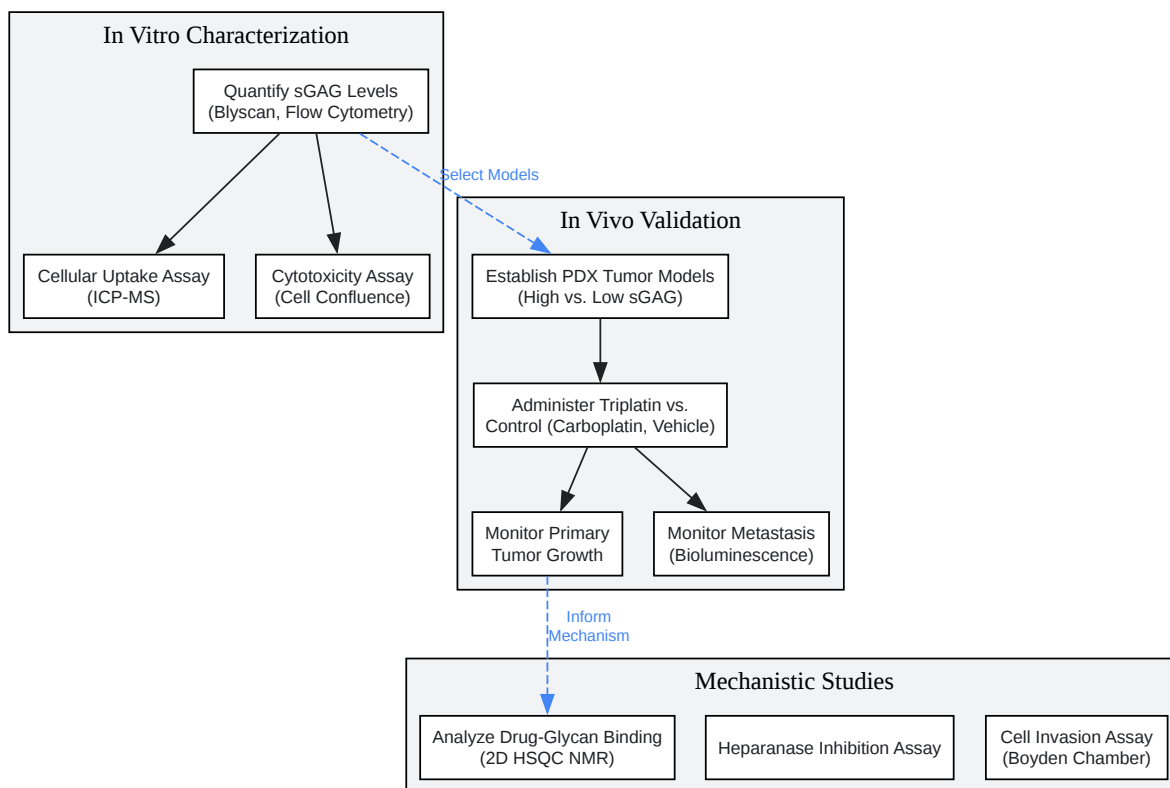 In Vitro Characterization
Quantify sGAG Levels
(Blyscan, Flow Cytometry)
Select Models
Cellular Uptake Assay
(ICP-MS)
Cytotoxicity Assay
(Cell Confluence)
In Vivo Validation
Establish PDX Tumor Models
(High vs. Low sGAG)
Administer Triplatin vs.
Control (Carboplatin, Vehicle)
Monitor Primary
Tumor Growth
Monitor Metastasis
(Bioluminescence)
Inform
Mechanism
Mechanistic Studies
Analyze Drug-Glycan Binding
(2D HSQC NMR)
Heparanase Inhibition Assay
Cell Invasion Assay
(Boyden Chamber)